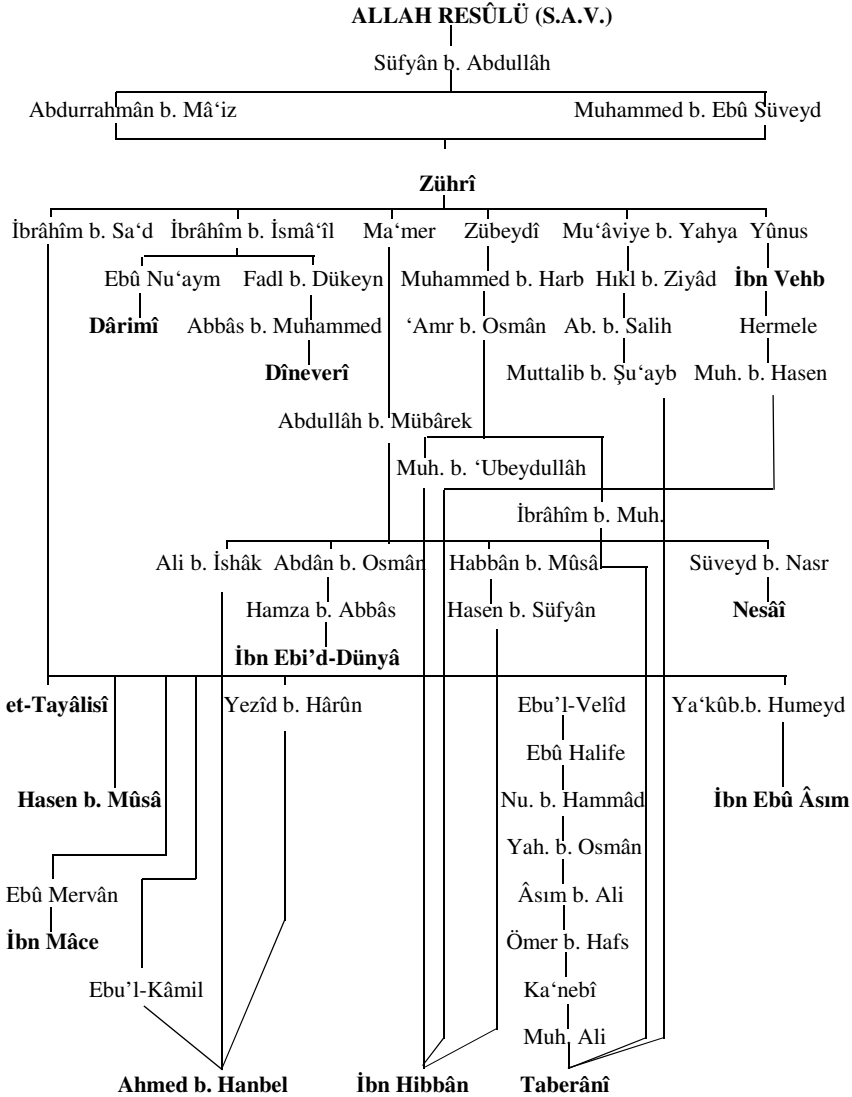 ALLAH RESÛLÜ (S.A.V.)
Süfyân b. Abdullâh
Abdurrahmân b. Mâ‘iz Muhammed b. Ebû Süveyd
Zührî
İbrâhîm b. Sa‘d İbrâhîm b. İsmâ‘îl Ma‘mer Zübeydî Mu‘âviye b. Yahya Yûnus
Ebû Nu‘aym Fadl b. Dükeyn Muhammed b. Harb Hıkl b. Ziyâd İbn Vehb
Dârimî Abbâs b. Muhammed ‘Amr b. Osmân Ab. b. Salih Hermele
Dîneverî Muttalib b. Şu‘ayb Muh. b. Hasen
Abdullâh b. Mübârek
Muh. b. ‘Ubeydullâh
İbrâhîm b. Muh.
Ali b. İshâk Abdân b. Osmân Habbân b. Mûsâ Süveyd b. Nasr
Hamza b. Abbâs Hasen b. Süfyân Nesâî
İbn Ebi’d-Dünyâ
et-Tayâlisî Yezîd b. Hârûn Ebu’l-Velîd Ya‘kûb.b. Humeyd
Ebû Halife
Hasen b. Mûsâ Nu. b. Hammâd İbn Ebû Âsım
Yah. b. Osmân
Ebû Mervân Âsım b. Ali
İbn Mâce Ömer b. Hafs
Ebu’l-Kâmil Ka‘nebî
Muh. Ali
Ahmed b. Hanbel İbn Hibbân Taberânî